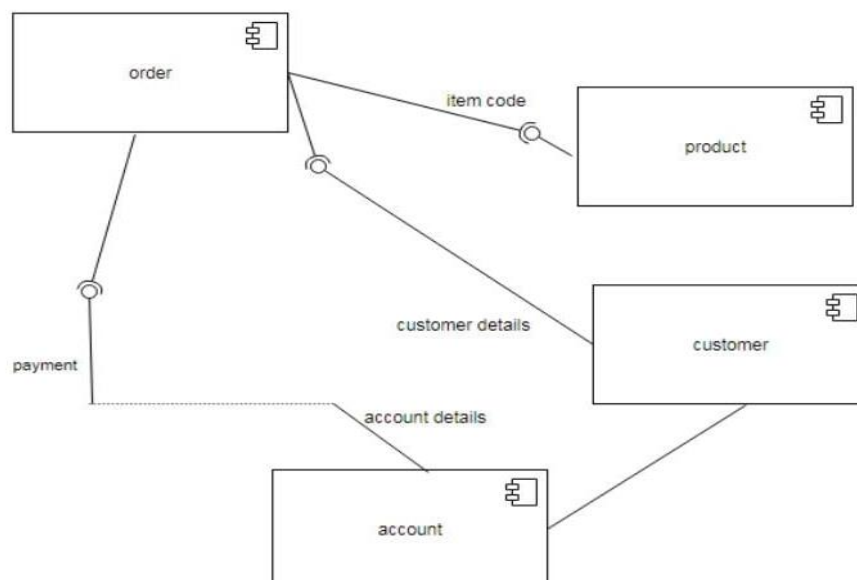 order
item code
product
customer details
customer
payment
account details
account